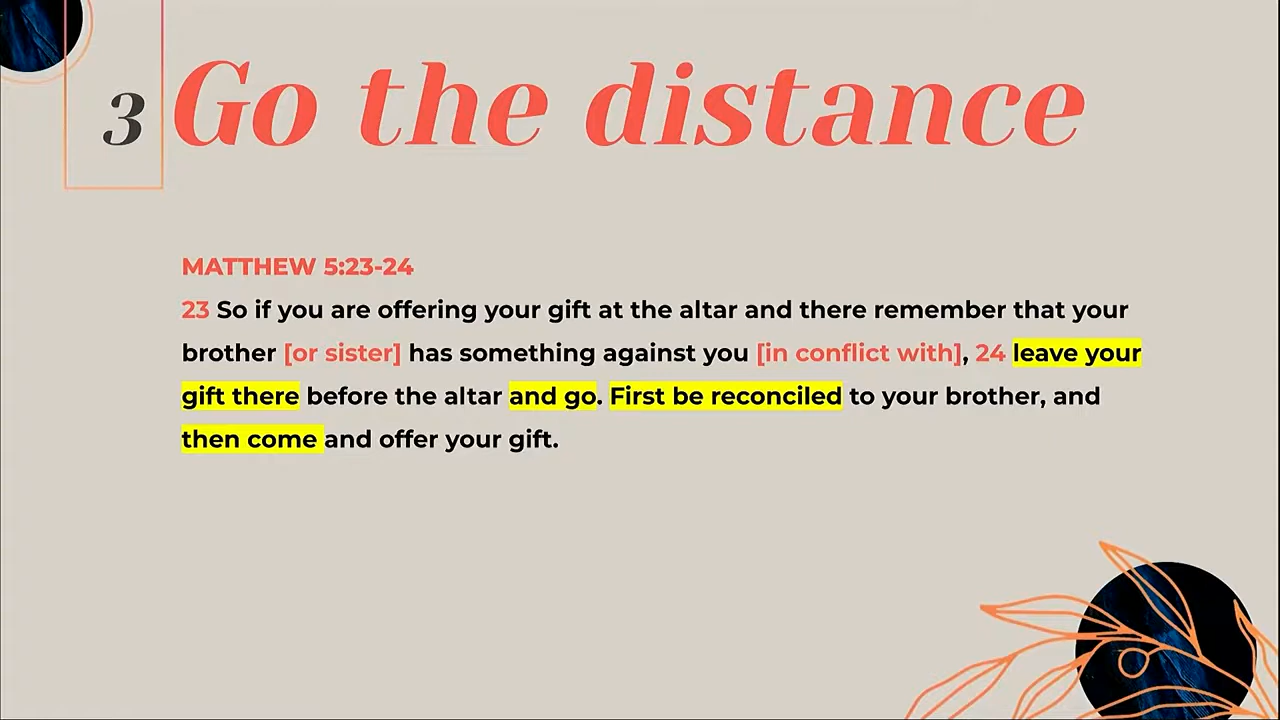 3 Go the distance
MATTHEW 5:23-24
23 So if you are offering your gift at the altar and there remember that your
brother [or sister] has something against you [in conflict with], 24 leave your
gift there before the altar and go. First be reconciled to your brother, and
then come and offer your gift.